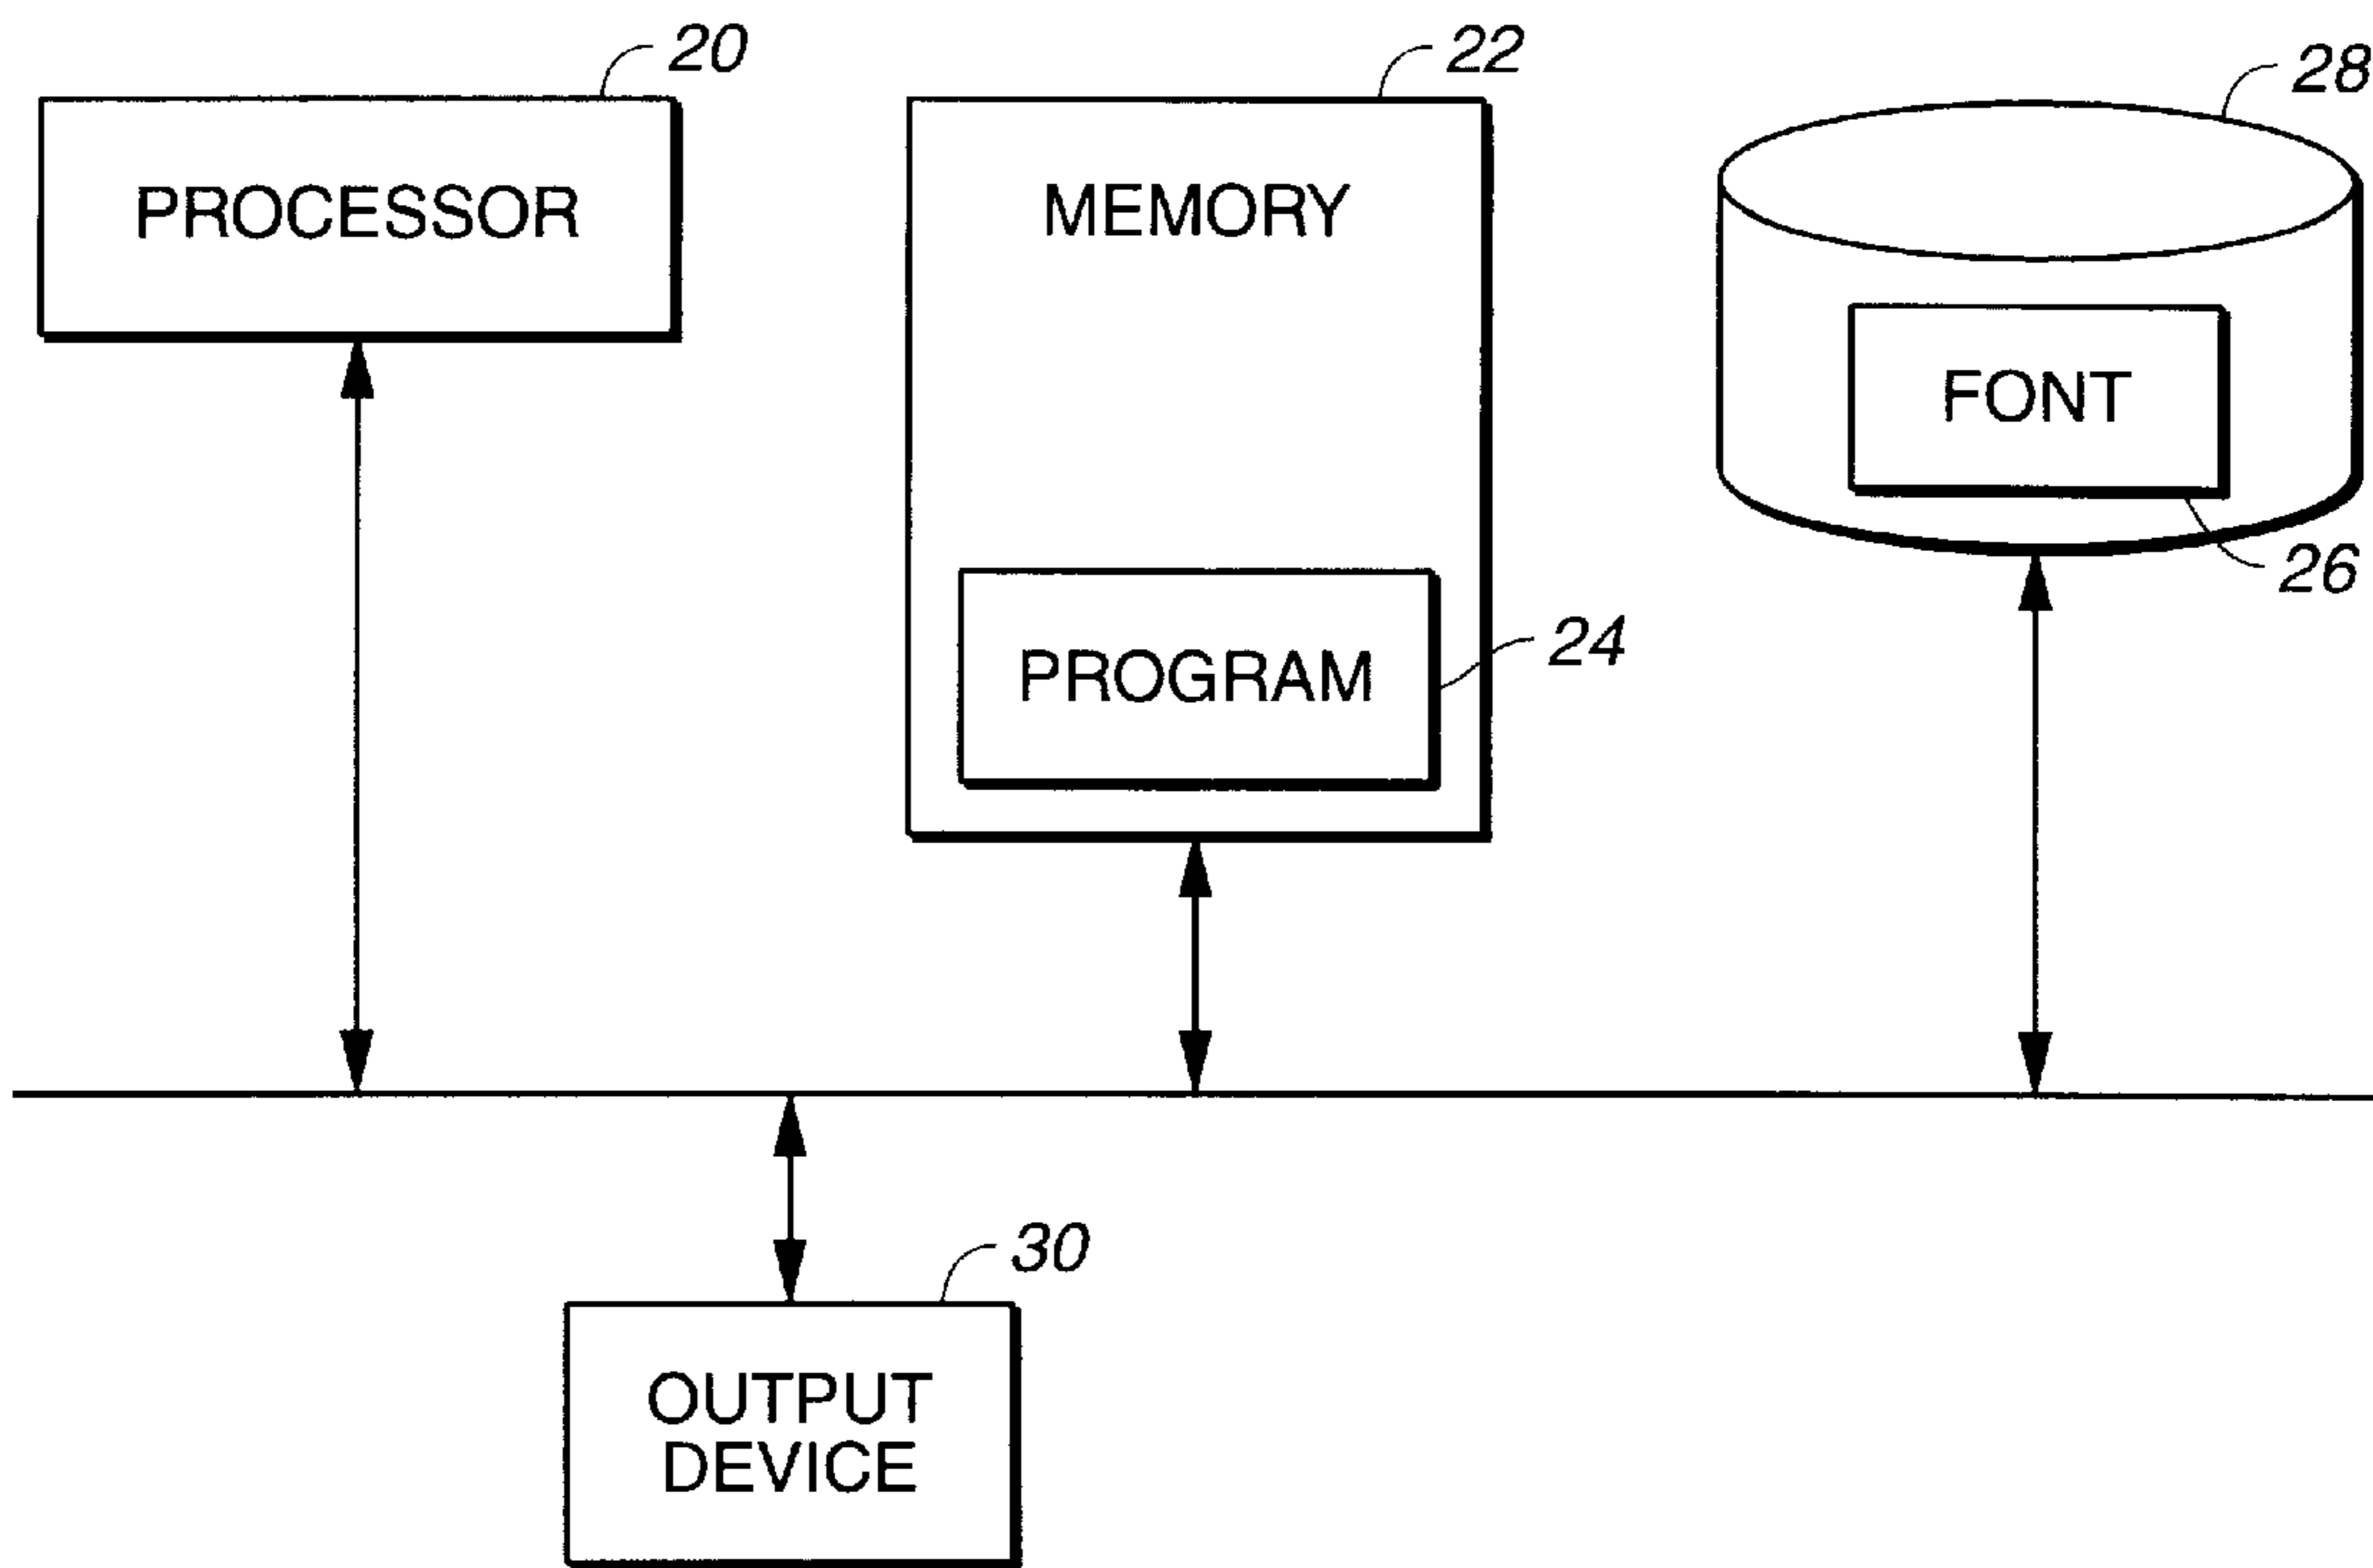 20
PROCESSOR
22
MEMORY
28
FONT
26
PROGRAM
24
30
OUTPUT
DEVICE